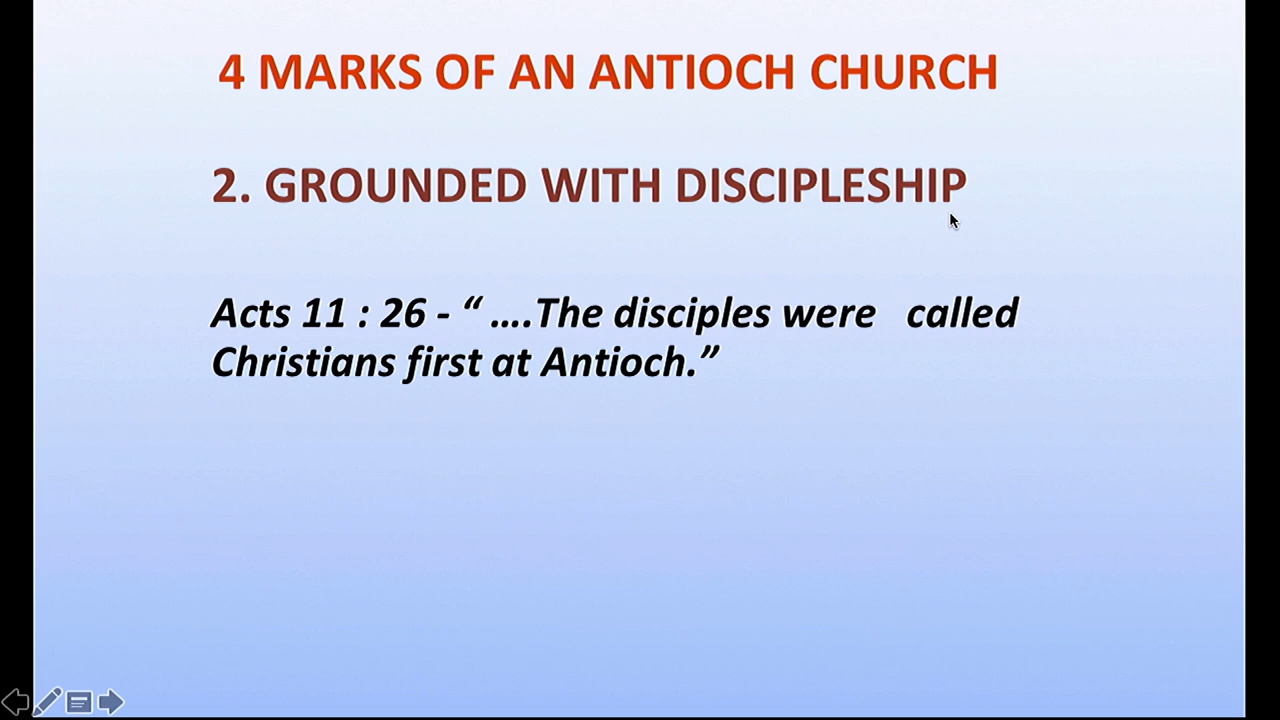 4 MARKS OF AN ANTIOCH CHURCH
2. GROUNDED WITH DISCIPLESHIP
Acts 11 : 26 - “ ….The disciples were called
Christians first at Antioch.”